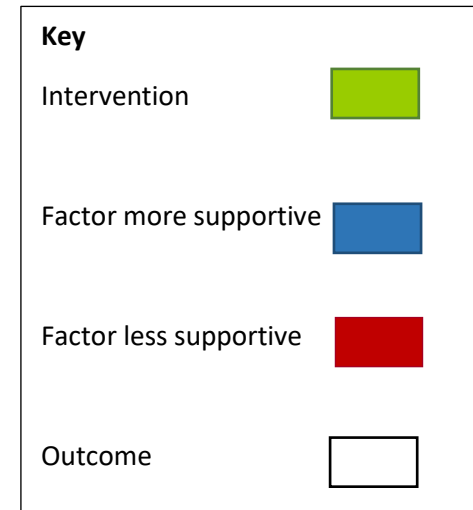 Key
Intervention
Factor more supportive
Factor less supportive
Outcome